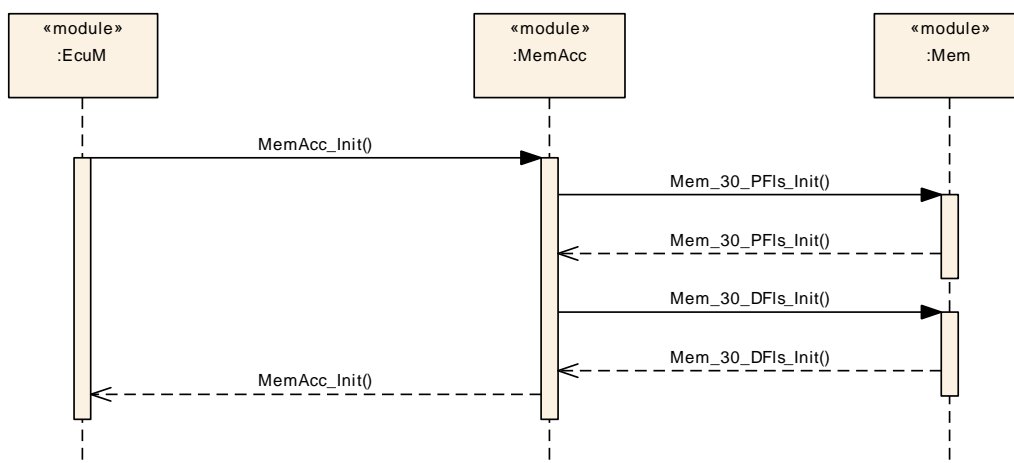 «module»
:EcuM
«module»
:MemAcc
«module»
:Mem
MemAcc_Init()
Mem_30_PFls_Init()
Mem_30_PFls_Init()
Mem_30_DFls_Init()
Mem_30_DFls_Init()
MemAcc_Init()